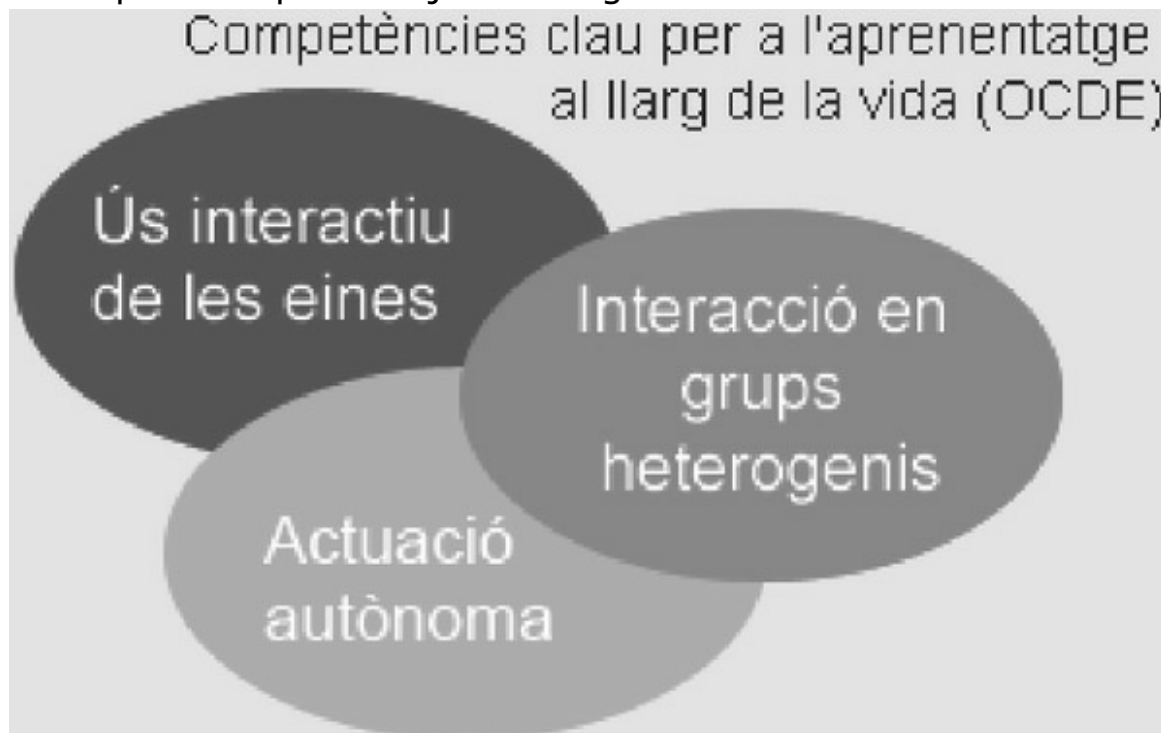 Competències clau per a l'aprenentatge
al llarg de la vida (OCDE)
Ús interactiu
de les eines
Interacció en
grups
heterogenis
Actuació
autònoma